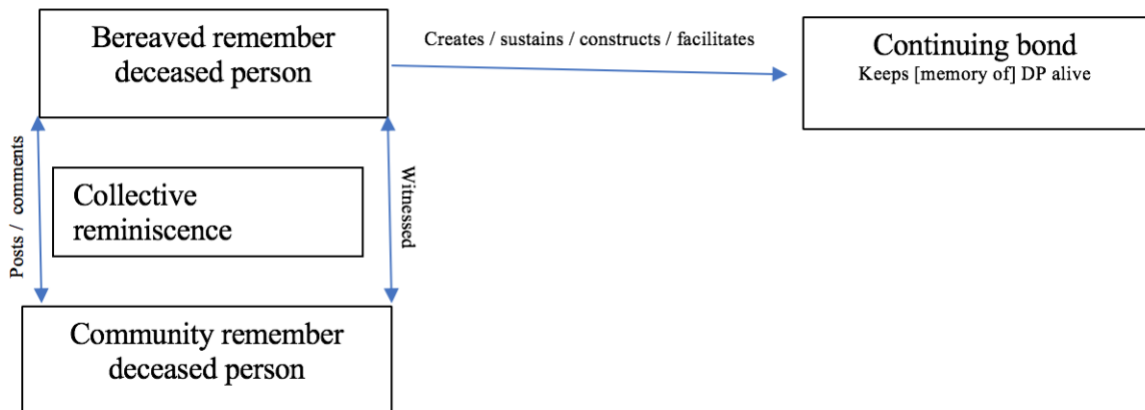 Bereaved remember
deceased person
Creates / sustains / constructs / facilitates
Continuing bond
Keeps [memory of] DP alive
Posts / comments
Collective
reminiscence
Witnessed
Community remember
deceased person